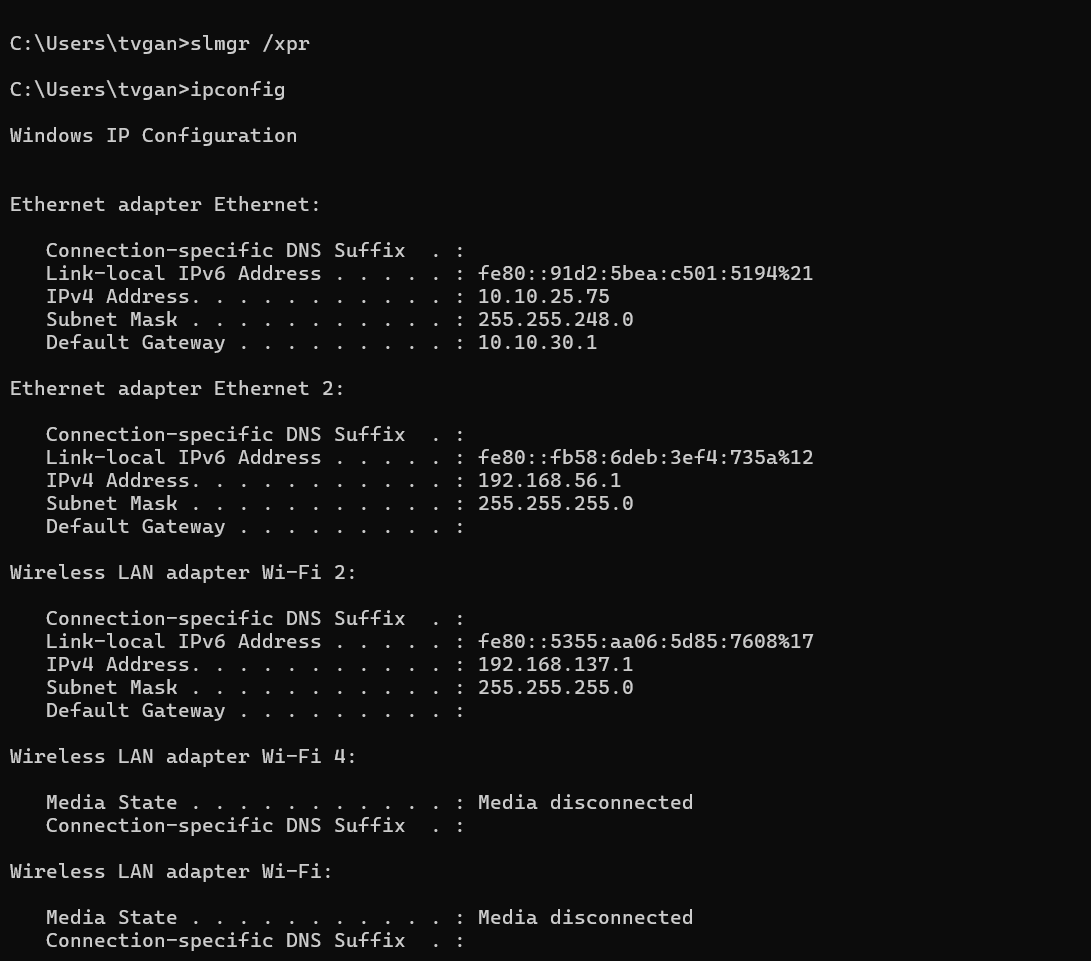 C:\Users\tvgan>slmgr /xpr
C:\Users\tvgan>ipconfig
Windows IP Configuration
Ethernet adapter Ethernet:
   Connection-specific DNS Suffix  . :
   Link-local IPv6 Address . . . . . : fe80::91d2:5bea:c501:5194%21
   IPv4 Address. . . . . . . . . . . : 10.10.25.75
   Subnet Mask . . . . . . . . . . . : 255.255.248.0
   Default Gateway . . . . . . . . . : 10.10.30.1
Ethernet adapter Ethernet 2:
   Connection-specific DNS Suffix  . :
   Link-local IPv6 Address . . . . . : fe80::fb58:6deb:3ef4:735a%12
   IPv4 Address. . . . . . . . . . . : 192.168.56.1
   Subnet Mask . . . . . . . . . . . : 255.255.255.0
   Default Gateway . . . . . . . . . :
Wireless LAN adapter Wi-Fi 2:
   Connection-specific DNS Suffix  . :
   Link-local IPv6 Address . . . . . : fe80::5355:aa06:5d85:7608%17
   IPv4 Address. . . . . . . . . . . : 192.168.137.1
   Subnet Mask . . . . . . . . . . . : 255.255.255.0
   Default Gateway . . . . . . . . . :
Wireless LAN adapter Wi-Fi 4:
   Media State . . . . . . . . . . . : Media disconnected
   Connection-specific DNS Suffix  . :
Wireless LAN adapter Wi-Fi:
   Media State . . . . . . . . . . . : Media disconnected
   Connection-specific DNS Suffix  . :